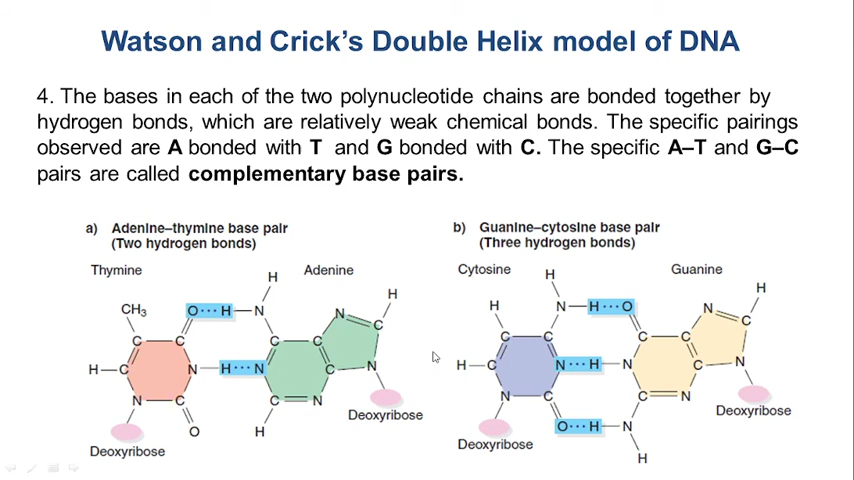 Watson and Crick's Double Helix model of DNA
4. The bases in each of the two polynucleotide chains are bonded together by
hydrogen bonds, which are relatively weak chemical bonds. The specific pairings
observed are A bonded with T and G bonded with C. The specific A–T and G–C
pairs are called complementary base pairs.
a) Adenine–thymine base pair
(Two hydrogen bonds)
Thymine
Adenine
H
H
CH3
O···H—N
N
C
C
C
C
C
H—C
N—H···N
C
N
N
C
C
N
O
H
Deoxyribose
Deoxyribose
b) Guanine–cytosine base pair
(Three hydrogen bonds)
Cytosine
Guanine
H
H
H
N—H···O
N
C
C
C
C
C
C
H—C
N···H—N
C
N
N
C
C
N
O···H—N
H
Deoxyribose
Deoxyribose